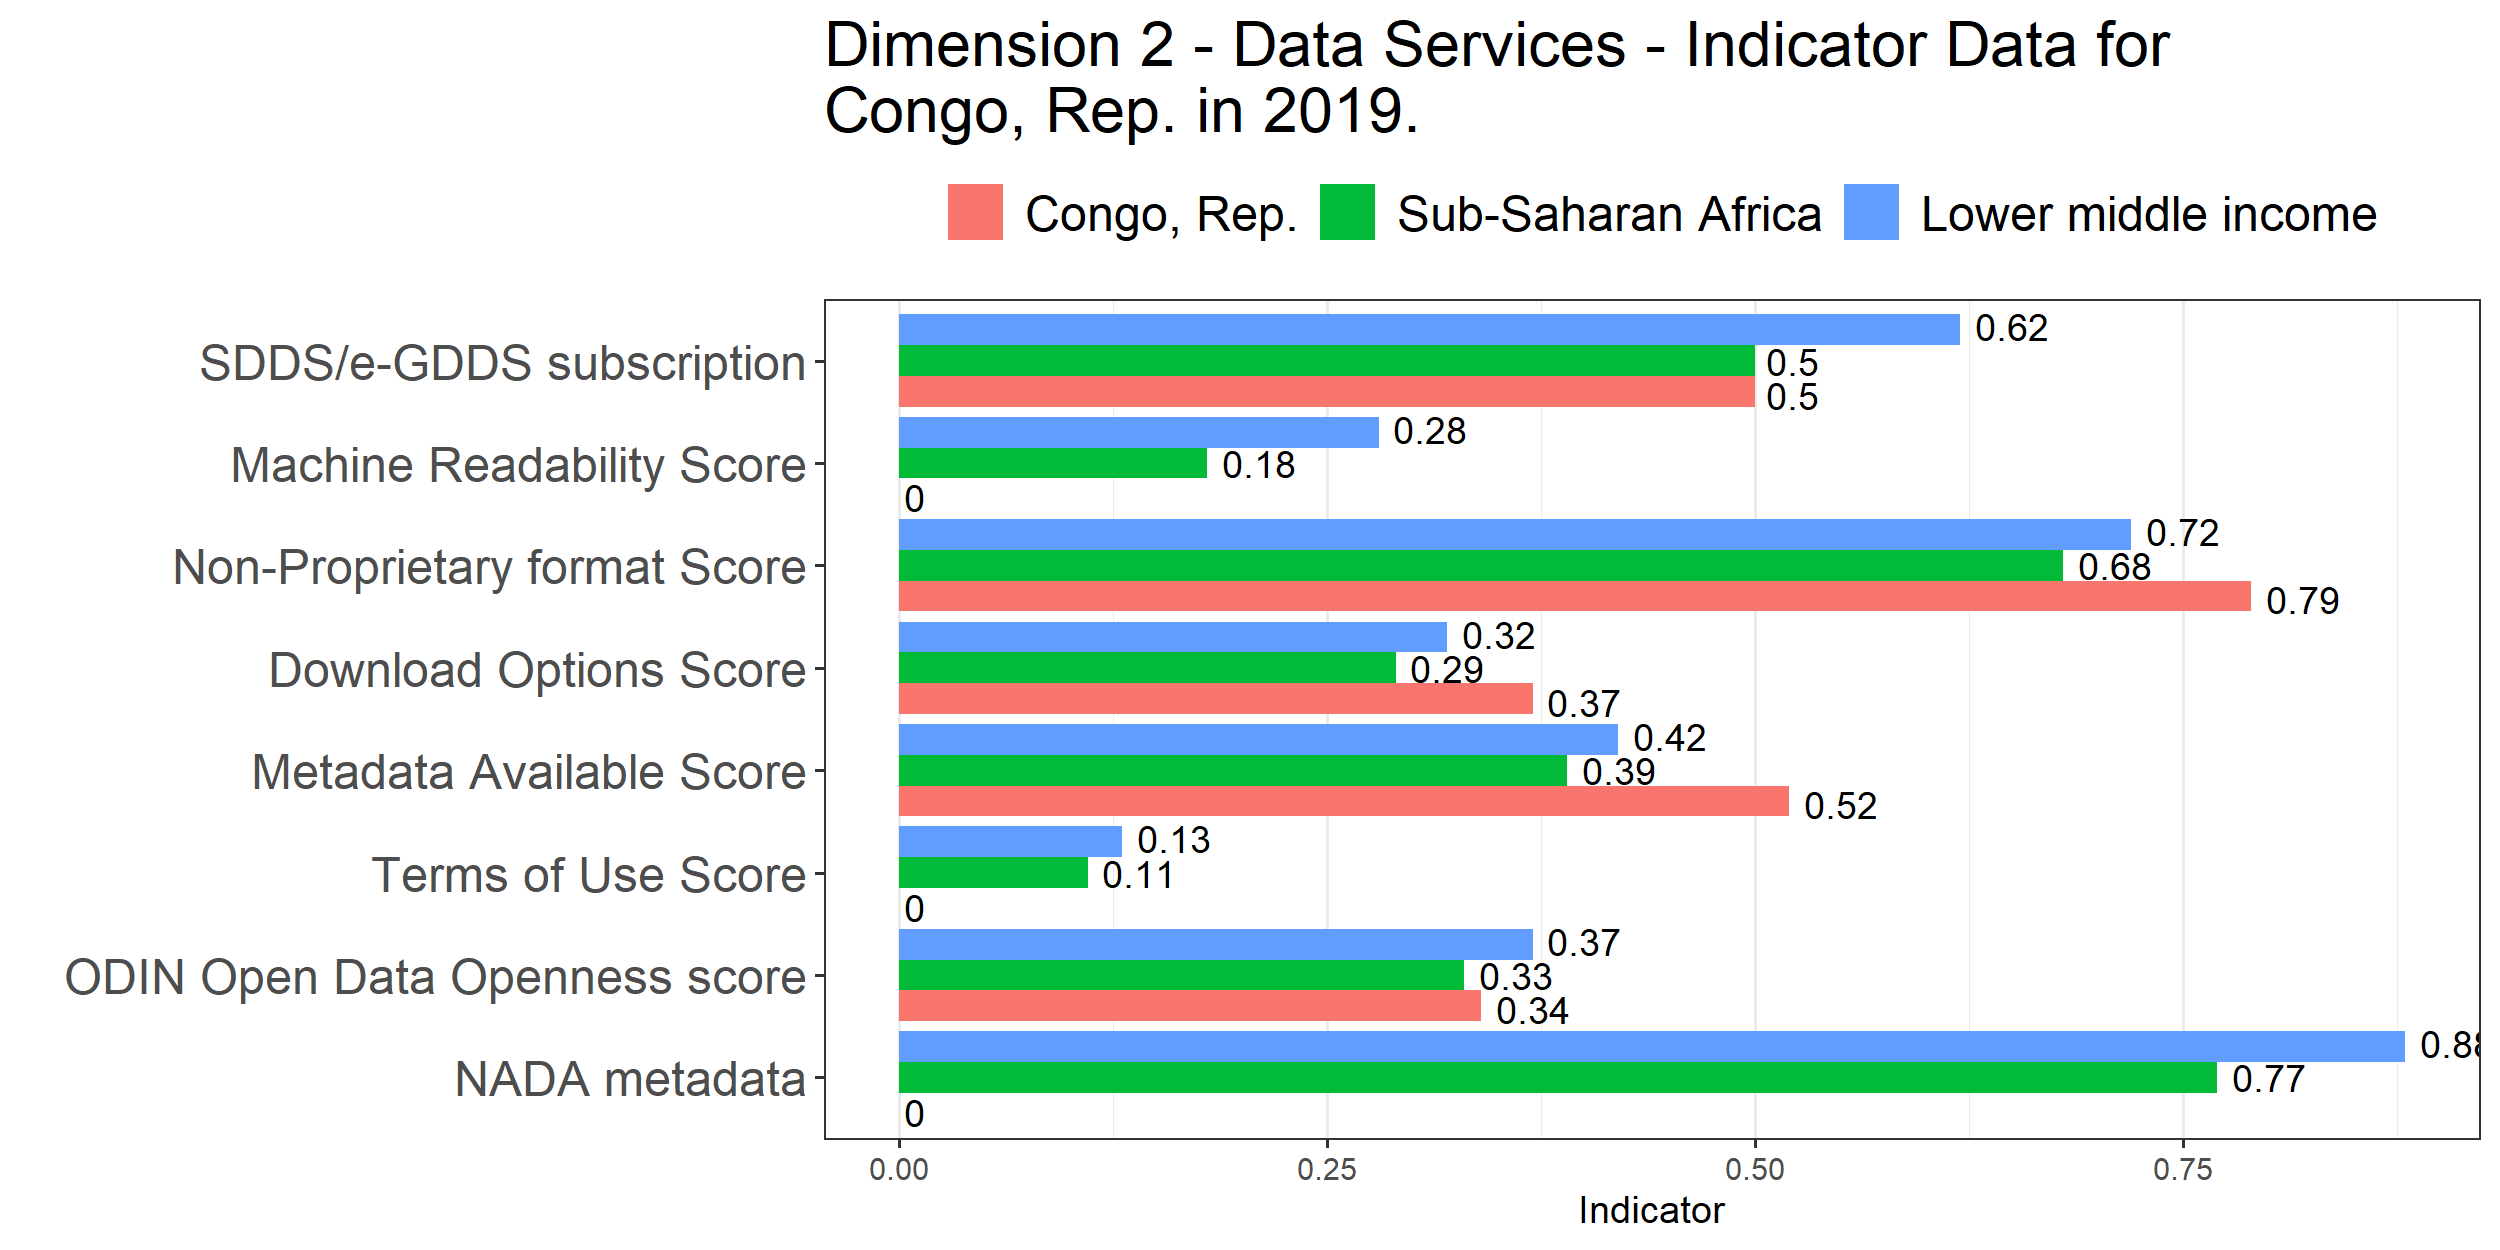 Dimension 2 - Data Services - Indicator Data for
Congo, Rep. in 2019.
Congo, Rep. Sub-Saharan Africa Lower middle income
SDDS/e-GDDS subscription
0.62
0.5
0.5
Machine Readability Score
0.28
0.18
0
Non-Proprietary format Score
0.72
0.68
0.79
Download Options Score
0.32
0.29
0.37
Metadata Available Score
0.42
0.39
0.52
Terms of Use Score
0.13
0.11
0
ODIN Open Data Openness score
0.37
0.33
0.34
NADA metadata
0.88
0.77
0
0.00 0.25 0.50 0.75
Indicator